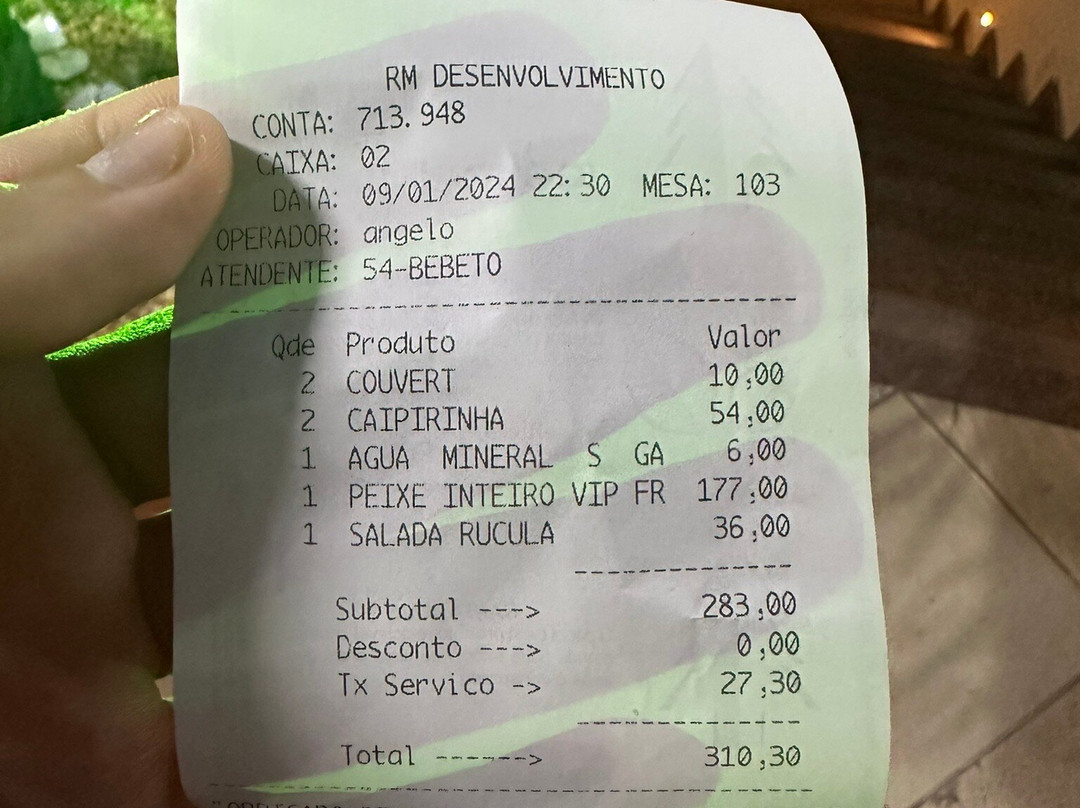 RM DESENVOLVIMENTO
CONTA: 713.948
CAIXA: 02
DATA: 09/01/2024 22:30 MESA: 103
OPERADOR: angelo
ATENDENTE: 54-BEBETO
Qde Produto Valor
2 COUVERT 10,00
2 CAIPIRINHA 54,00
1 AGUA MINERAL S GA 6,00
1 PEIXE INTEIRO VIP FR 177,00
1 SALADA RUCULA 36,00
Subtotal ---> 283,00
Desconto ---> 0,00
Tx Servico -> 27,30
Total ------> 310,30